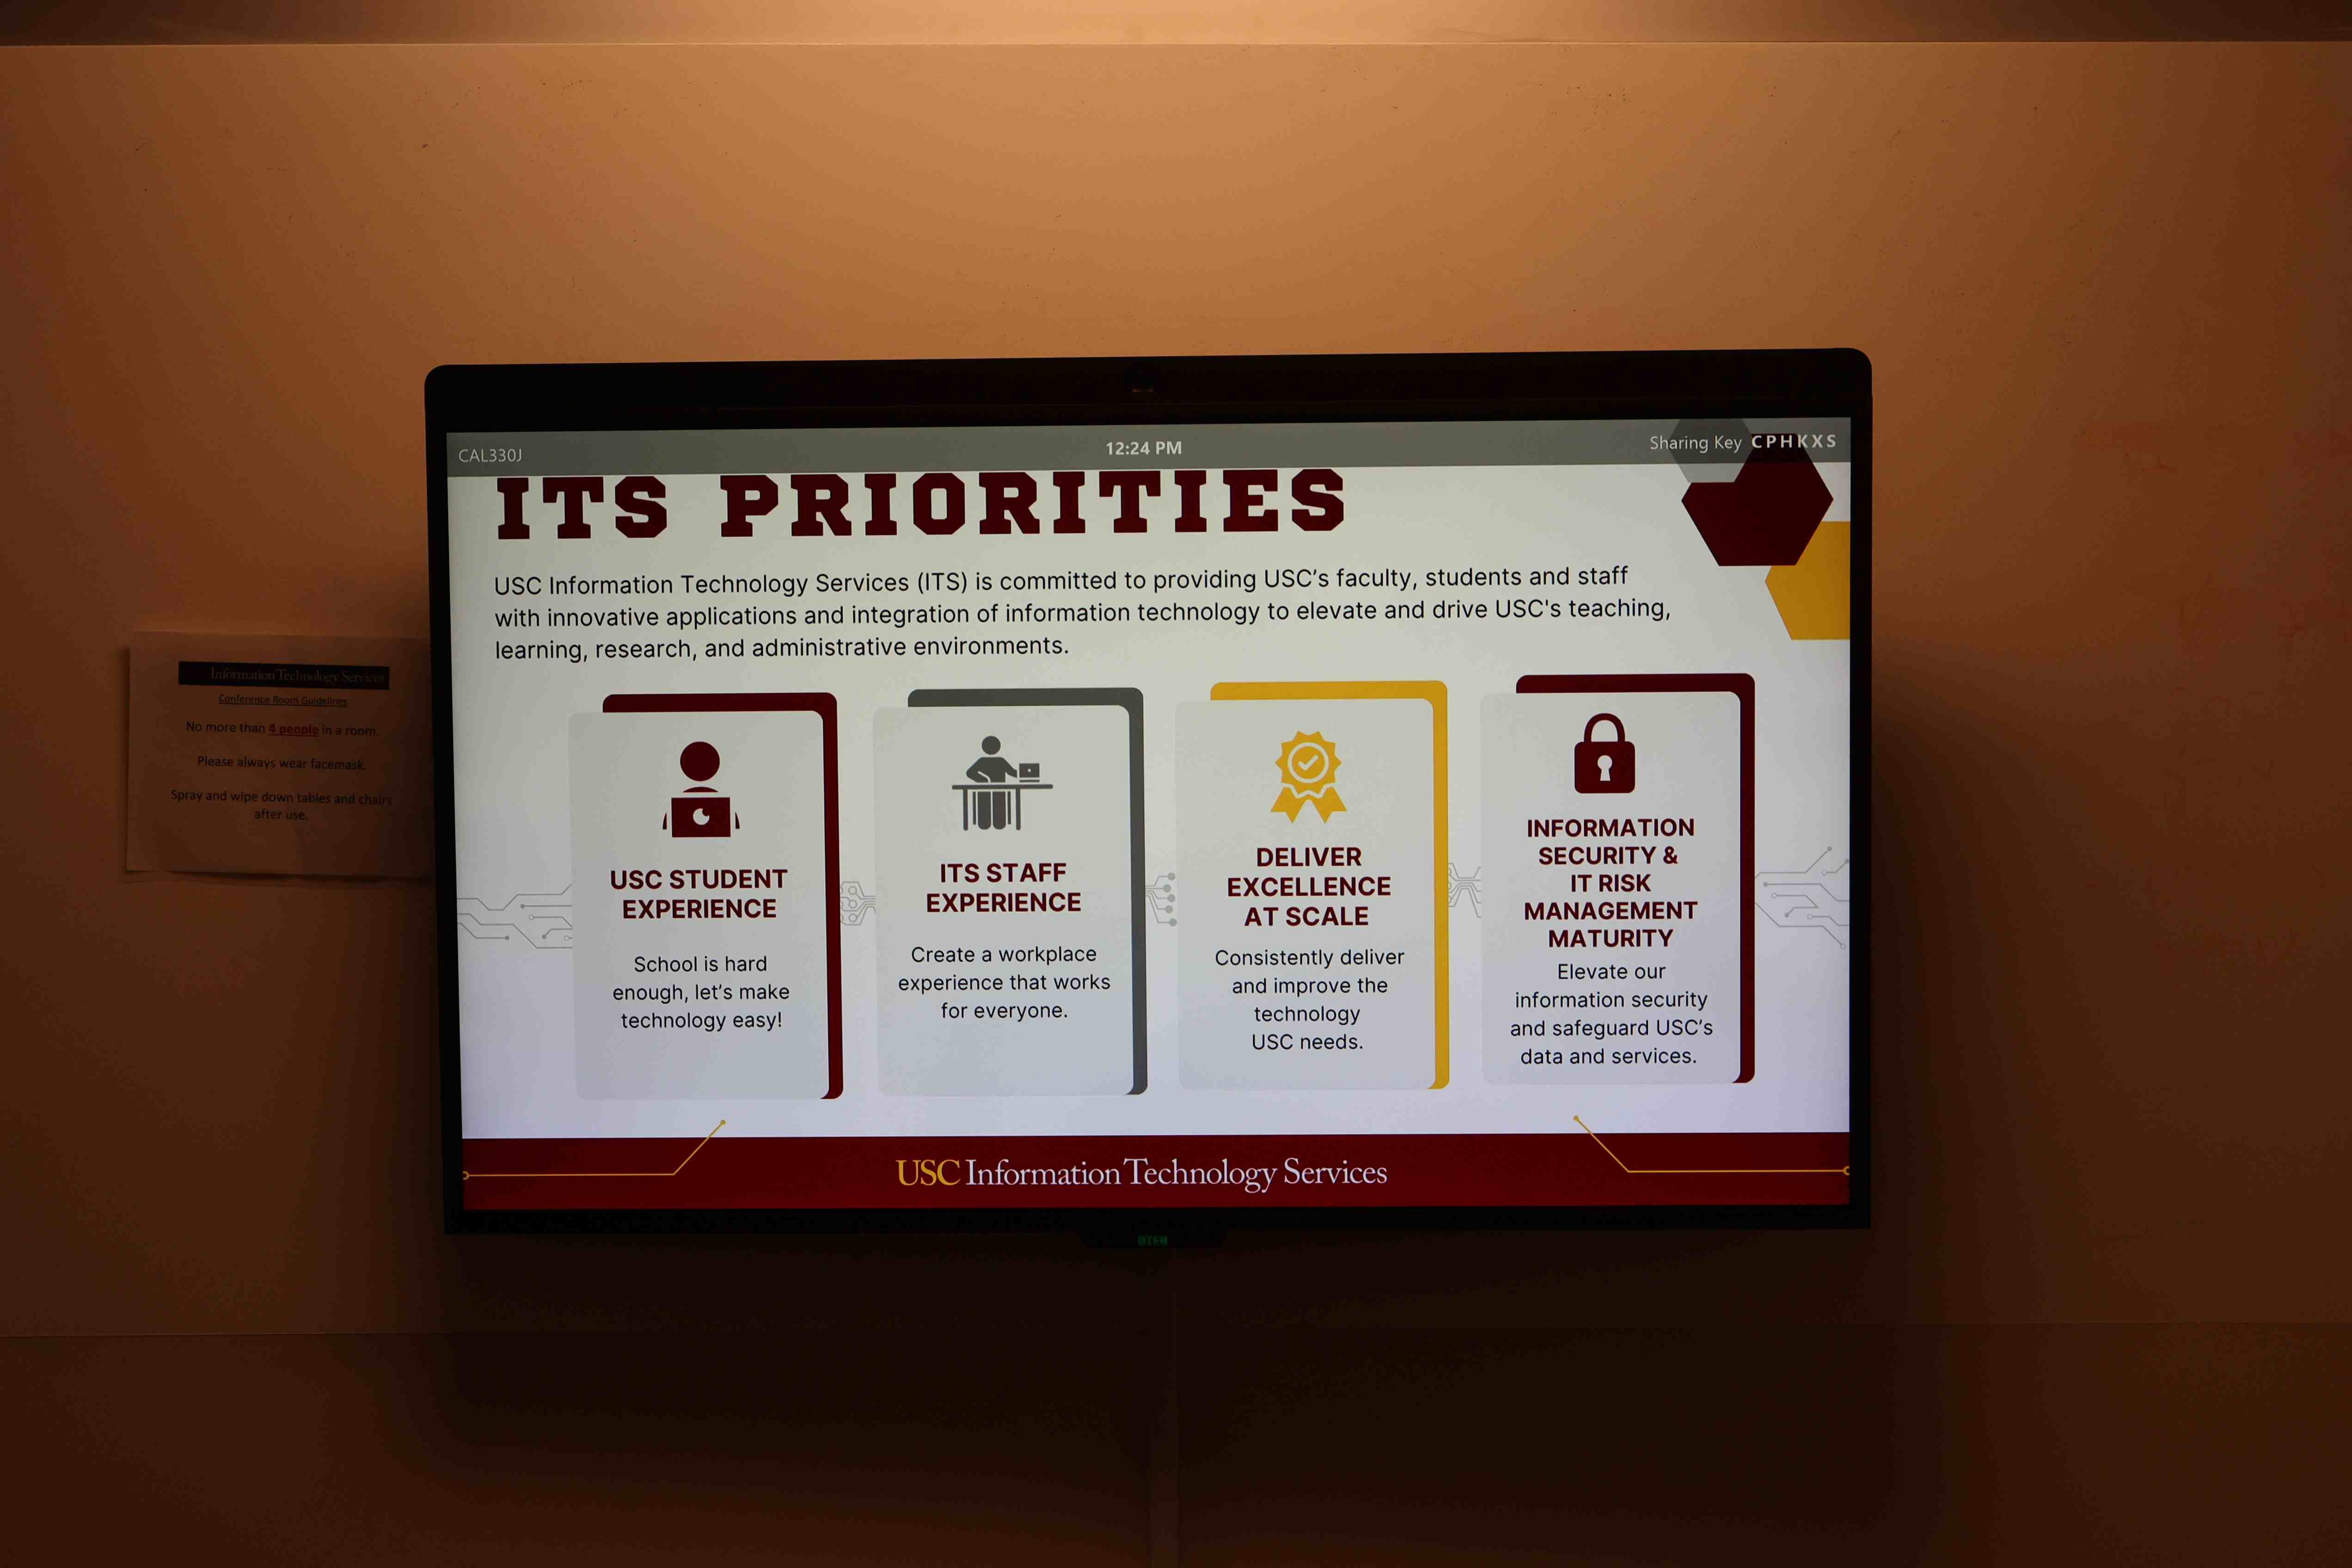 CAL330J
12:24 PM
Sharing Key CPHKXS
ITS PRIORITIES
USC Information Technology Services (ITS) is committed to providing USC’s faculty, students and staff
with innovative applications and integration of information technology to elevate and drive USC's teaching,
learning, research, and administrative environments.
USC STUDENT
EXPERIENCE
School is hard
enough, let’s make
technology easy!
ITS STAFF
EXPERIENCE
Create a workplace
experience that works
for everyone.
DELIVER
EXCELLENCE
AT SCALE
Consistently deliver
and improve the
technology
USC needs.
INFORMATION
SECURITY &
IT RISK
MANAGEMENT
MATURITY
Elevate our
information security
and safeguard USC’s
data and services.
USC Information Technology Services
DTEN
Information Technology Services
Conference Room Guidelines
No more than 4 people in a room.
Please always wear facemask.
Spray and wipe down tables and chairs
after use.